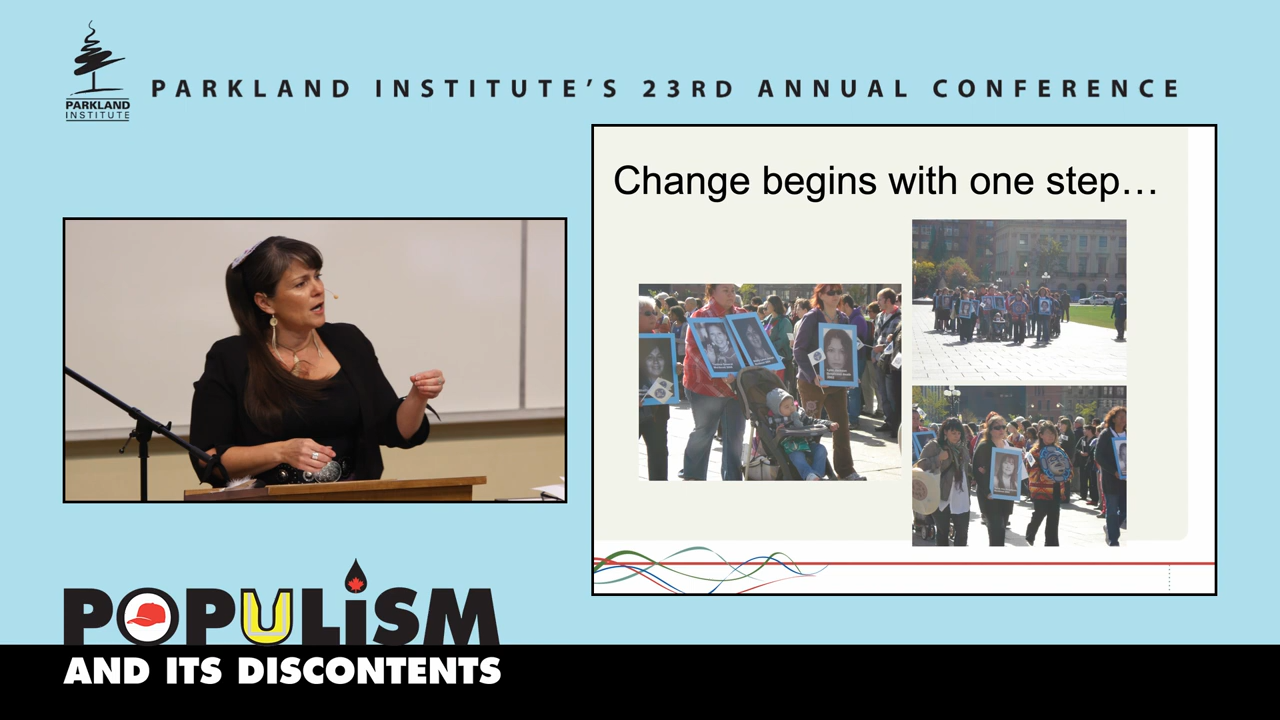 PARKLAND
INSTITUTE
PARKLAND INSTITUTE'S 23RD ANNUAL CONFERENCE
Change begins with one step…
POPULiSM
AND ITS DISCONTENTS